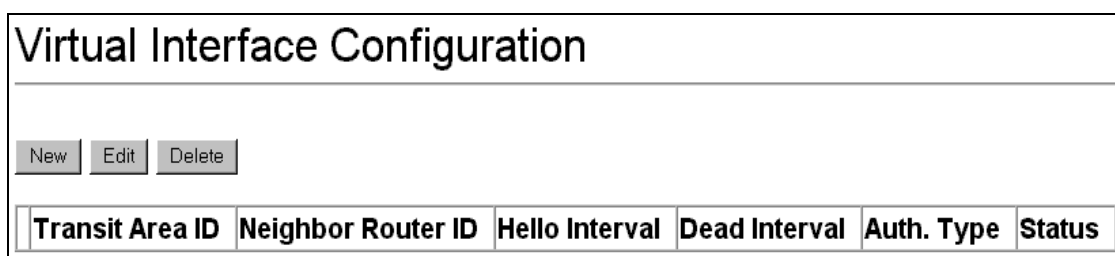 Virtual Interface Configuration
New Edit Delete
Transit Area ID Neighbor Router ID Hello Interval Dead Interval Auth. Type Status